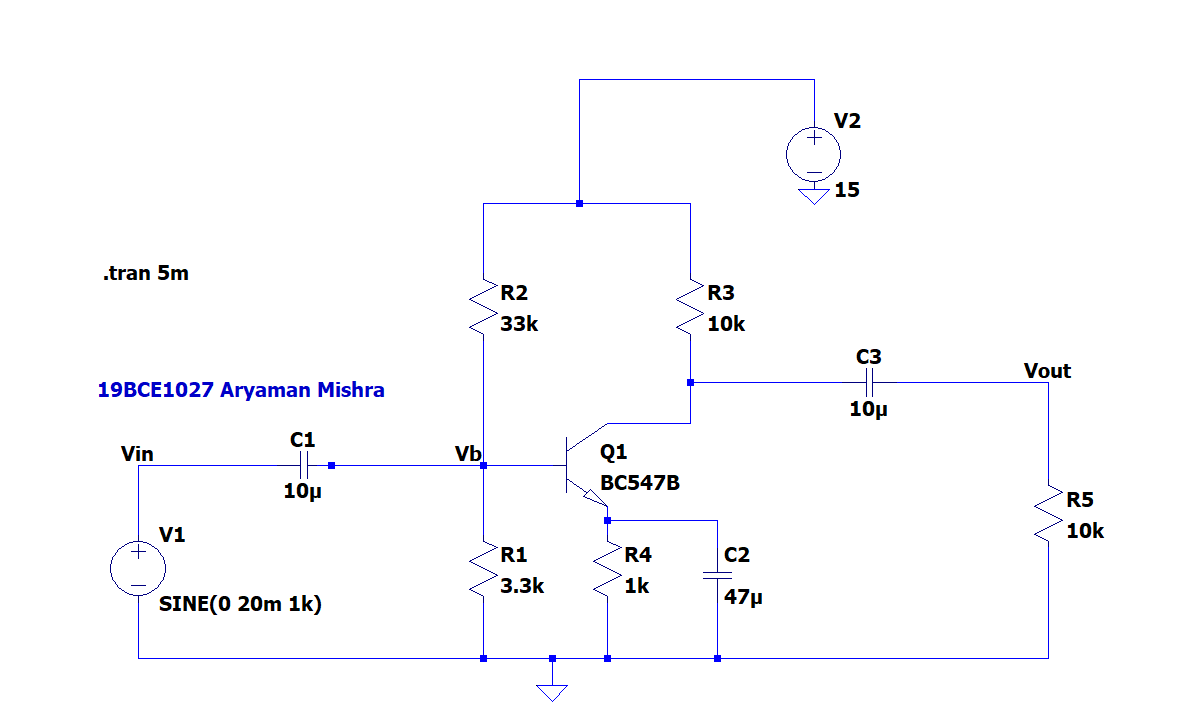 V2
15
.tran 5m
R2
33k
R3
10k
19BCE1027 Aryaman Mishra
C3
10µ
Vout
Vin
C1
10µ
Vb
Q1
BC547B
R5
10k
V1
SINE(0 20m 1k)
R1
3.3k
R4
1k
C2
47µ